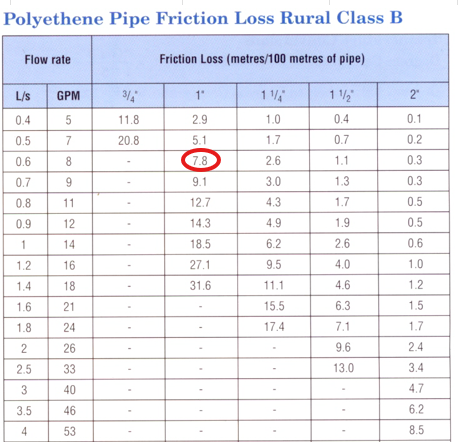 Polyethene Pipe Friction Loss Rural Class B
Flow rate Friction Loss (metres/100 metres of pipe)
L/s GPM 3/4" 1" 1 1/4" 1 1/2" 2"
0.4 5 11.8 2.9 1.0 0.4 0.1
0.5 7 20.8 5.1 1.7 0.7 0.2
0.6 8 - 7.8 2.6 1.1 0.3
0.7 9 - 9.1 3.0 1.3 0.3
0.8 11 - 12.7 4.3 1.7 0.5
0.9 12 - 14.3 4.9 1.9 0.5
1 14 - 18.5 6.2 2.6 0.6
1.2 16 - 27.1 9.5 4.0 1.0
1.4 18 - 31.6 11.1 4.6 1.2
1.6 21 - - 15.5 6.3 1.5
1.8 24 - - 17.4 7.1 1.7
2 26 - - - 9.6 2.4
2.5 33 - - - 13.0 3.4
3 40 - - - - 4.7
3.5 46 - - - - 6.2
4 53 - - - - 8.5